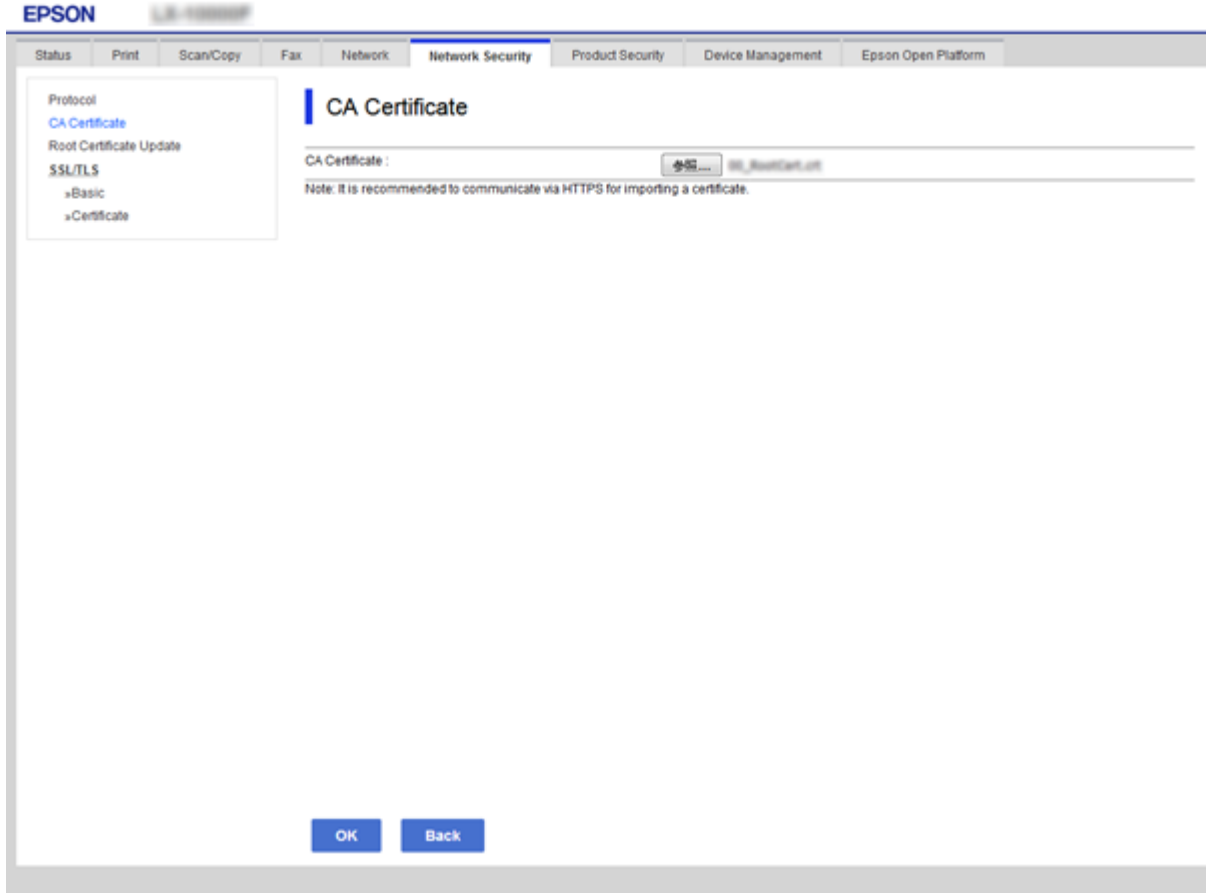 EPSON
Status Print Scan/Copy Fax Network Network Security Product Security Device Management Epson Open Platform
Protocol
CA Certificate
Root Certificate Update
SSL/TLS
»Basic
»Certificate
CA Certificate
CA Certificate :
参照...
Note: It is recommended to communicate via HTTPS for importing a certificate.
OK Back